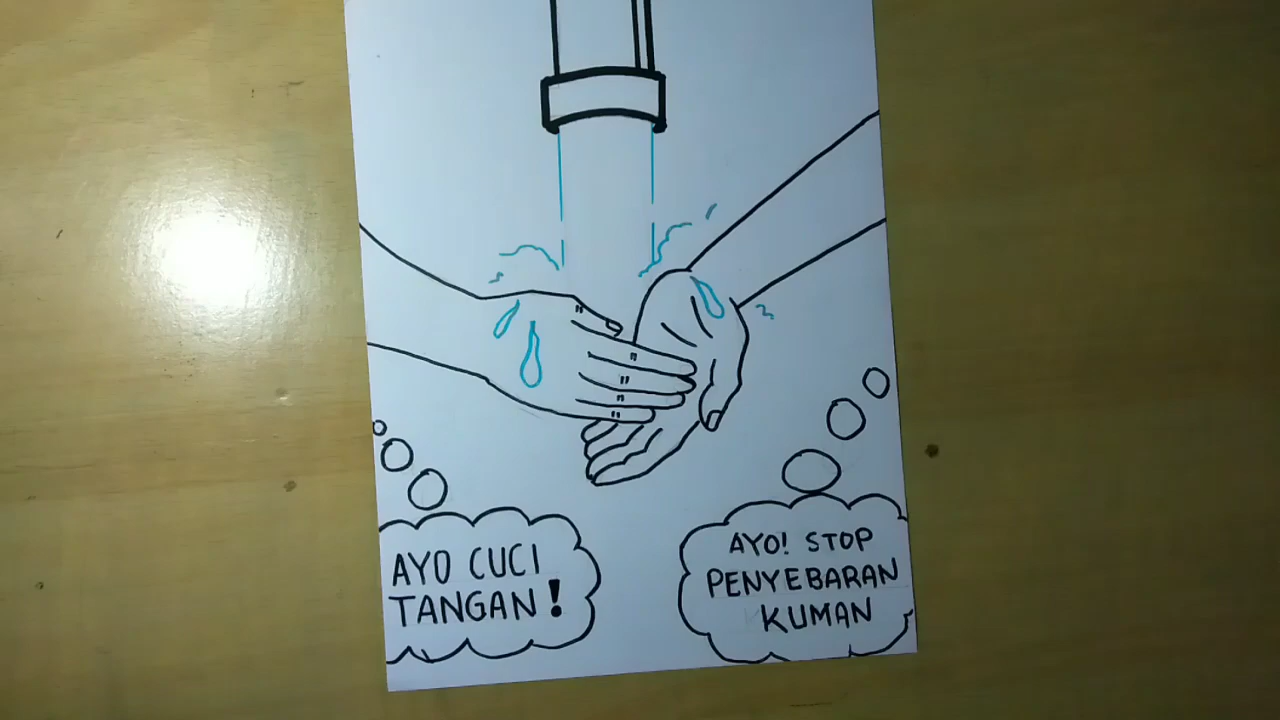 AYO CUCI
TANGAN!
AYO! STOP
PENYEBARAN
KUMAN